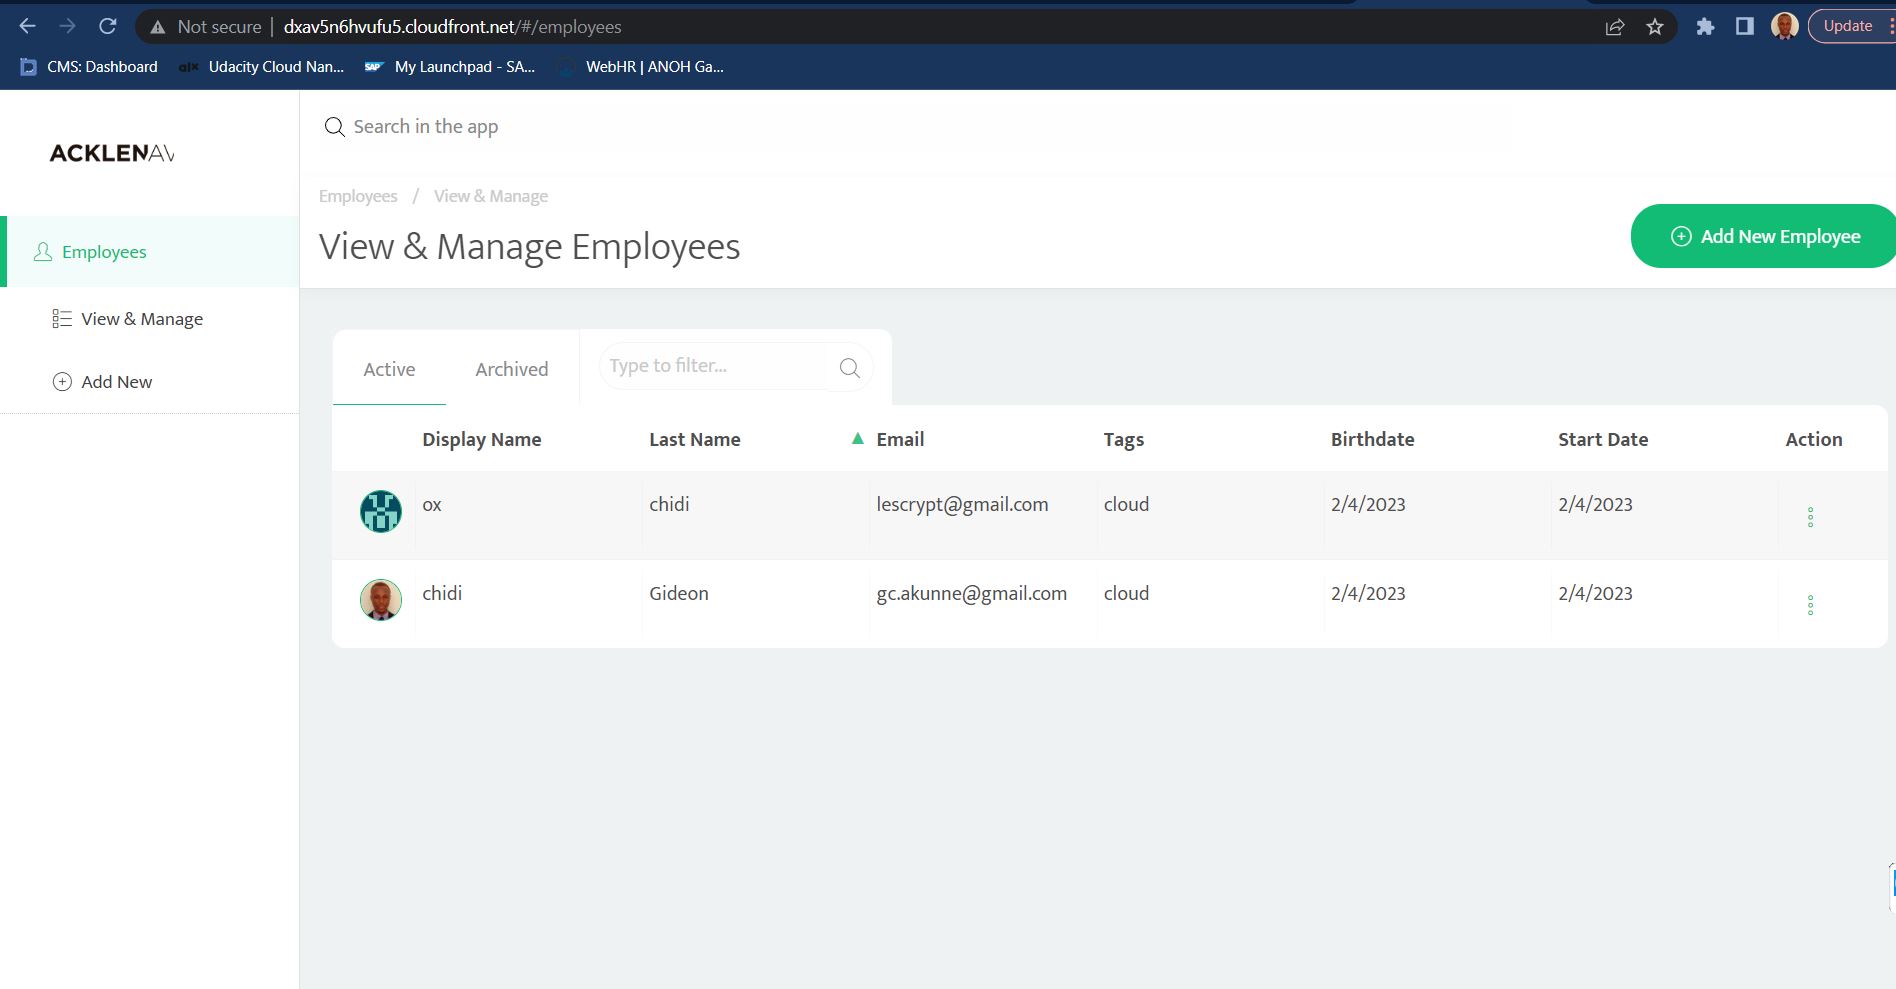 Not secure | dxav5n6hvufu5.cloudfront.net/#/employees
Update
CMS: Dashboard
alx Udacity Cloud Nan...
SAP My Launchpad - SA...
WebHR | ANOH Ga...
Search in the app
ACKLENAV
Employees / View & Manage
View & Manage Employees
Add New Employee
Employees
View & Manage
Add New
Active Archived Type to filter...
Display Name Last Name Email Tags Birthdate Start Date Action
ox chidi lescrypt@gmail.com cloud 2/4/2023 2/4/2023
chidi Gideon gc.akunne@gmail.com cloud 2/4/2023 2/4/2023